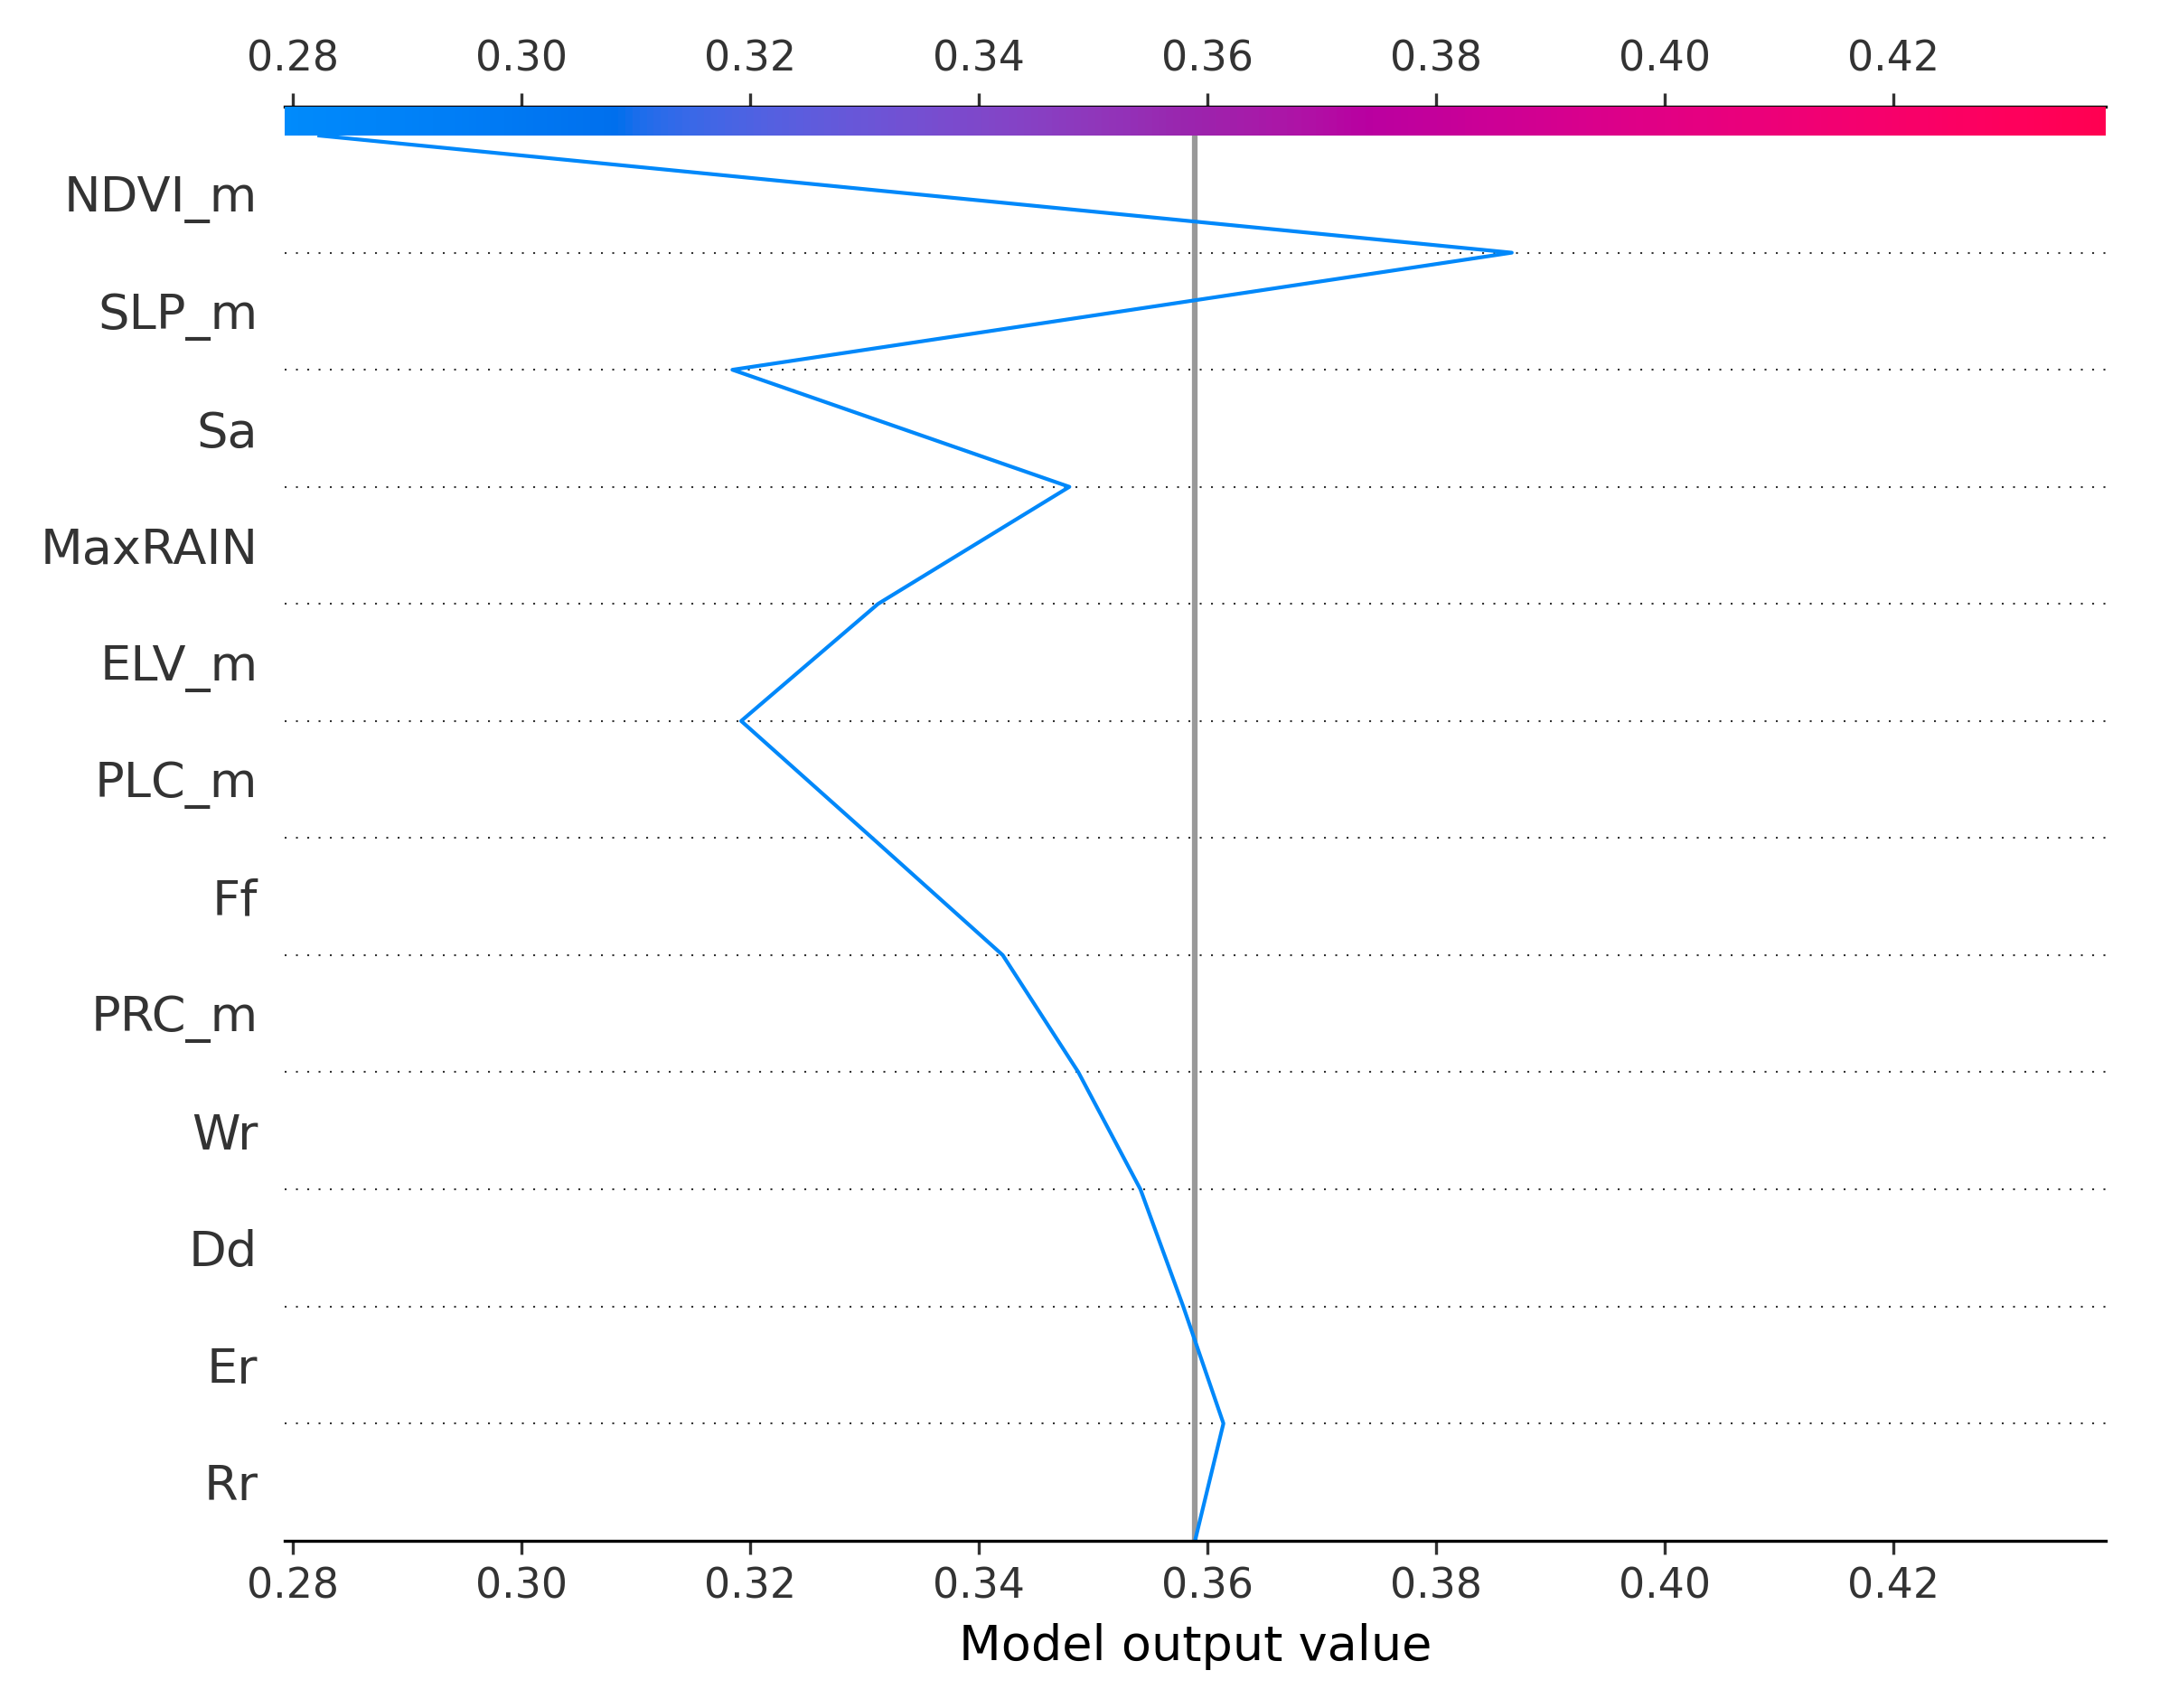 0.28 0.30 0.32 0.34 0.36 0.38 0.40 0.42
NDVI_m
SLP_m
Sa
MaxRAIN
ELV_m
PLC_m
Ff
PRC_m
Wr
Dd
Er
Rr
0.28 0.30 0.32 0.34 0.36 0.38 0.40 0.42
Model output value